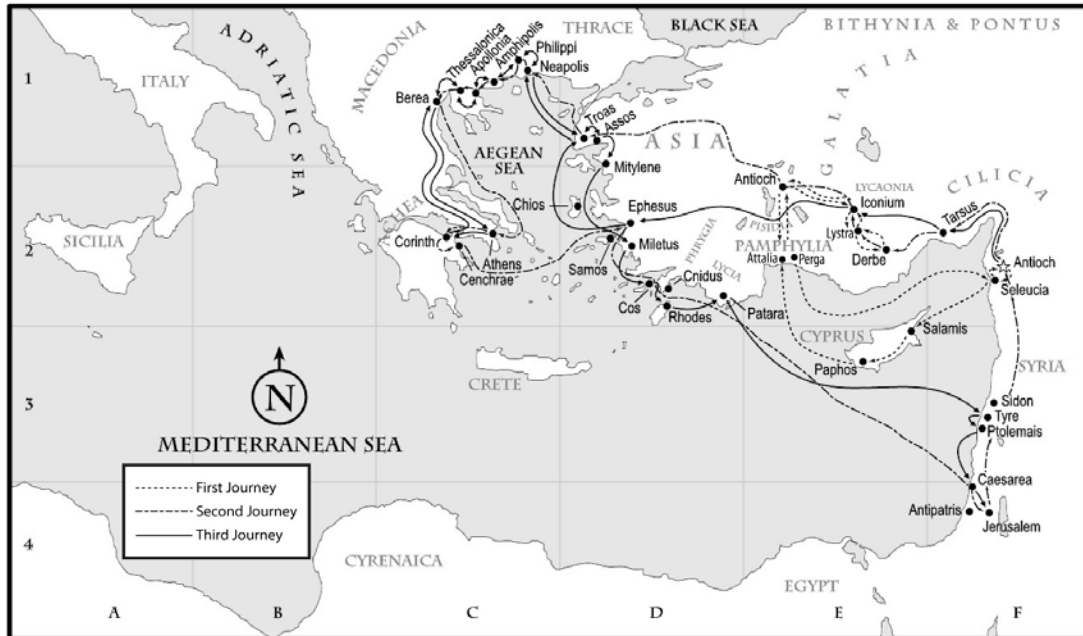 ADRIATIC SEA
ITALY
MACEDONIA
THRACE
BLACK SEA
BITHYNIA & PONTUS
Thessalonica
Apollonia
Amphipolis
Philippi
Neapolis
1
Berea
Troas
Assos
ASIA
GALATIA
AEGEAN
SEA
Mitylene
Antioch
LYCAONIA
Iconium
CILICIA
Chios
Ephesus
PISIDIA
Lystra
Tarsus
SICILIA
ACHEA
Corinth
Miletus
PHRYGIA
PAMPHYLIA
2
Athens
Samos
LYCIA
Attalia
Perga
Derbe
Antioch
Cenchrae
Cnidus
Seleucia
Cos
Rhodes
Patara
Salamis
CYPRUS
Paphos
SYRIA
CRETE
N
3
Sidon
Tyre
Ptolemais
MEDITERRANEAN SEA
First Journey
Second Journey
Third Journey
Caesarea
Antipatris
Jerusalem
4
CYRENAICA
EGYPT
A
B
C
D
E
F